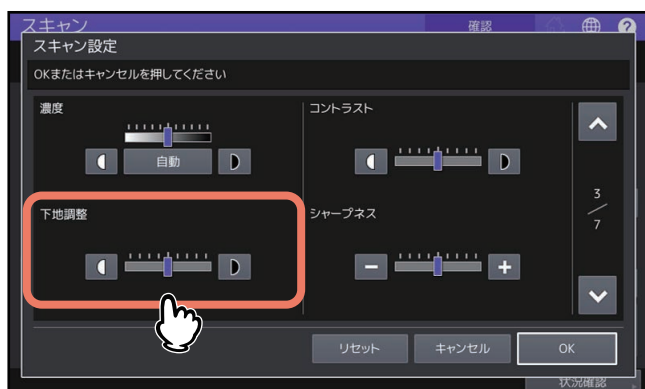 スキャン
確認
スキャン設定
OKまたはキャンセルを押してください
濃度
自動
コントラスト
下地調整
シャープネス
3
7
リセット
キャンセル
OK
状況確認